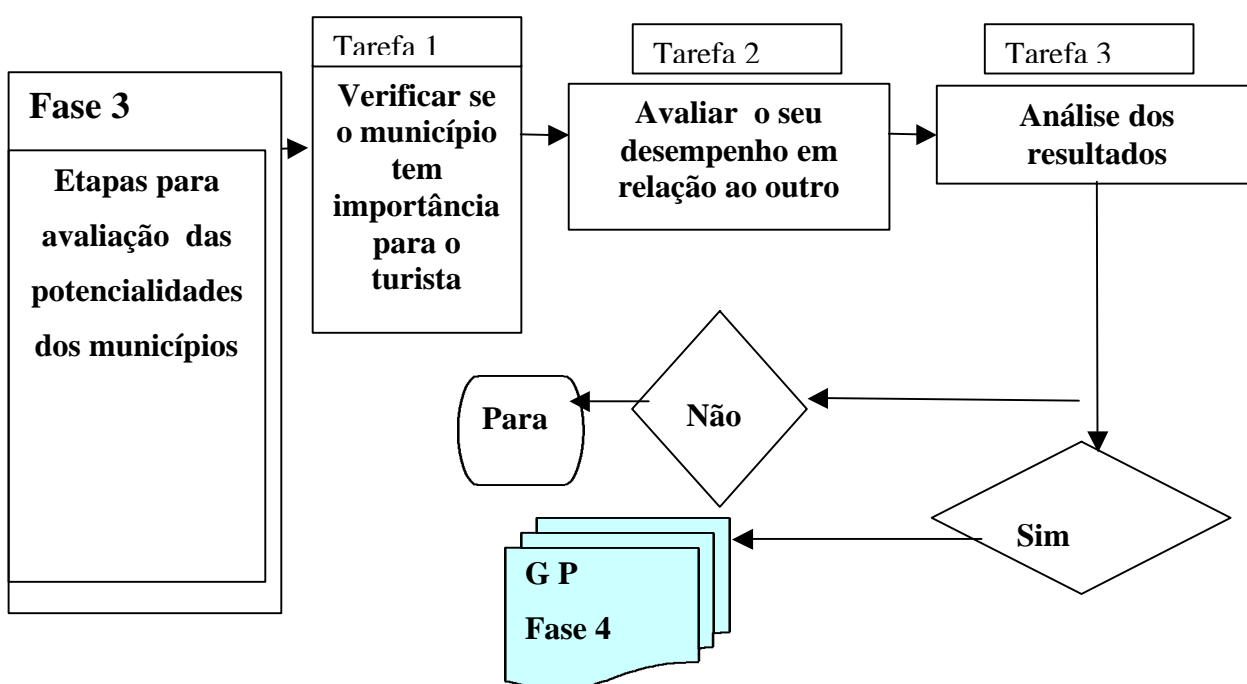 Fase 3
Etapas para
avaliação das
potencialidades
dos municípios
Tarefa 1
Verificar se
o município
tem
importância
para o
turista
Tarefa 2
Avaliar o seu
desempenho em
relação ao outro
Tarefa 3
Análise dos
resultados
Para
Não
Sim
G P
Fase 4